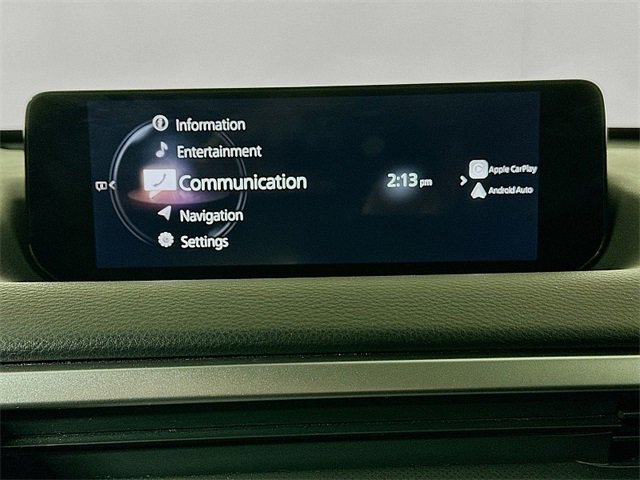 Information
Entertainment
Communication
2:13 pm
Apple CarPlay
Android Auto
Navigation
Settings